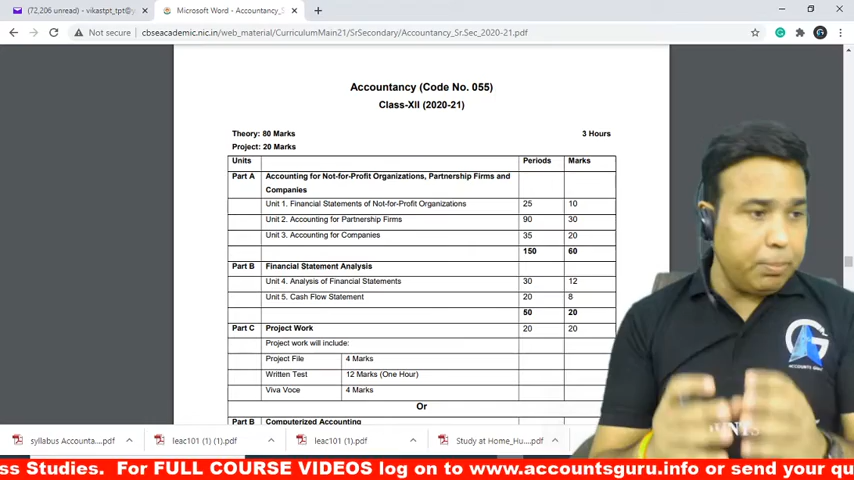 (72,206 unread) - vikastpt_tpt@y
Microsoft Word - Accountancy_S
Not secure
cbseacademic.nic.in/web_material/CurriculumMain21/SrSecondary/Accountancy_Sr.Sec_2020-21.pdf
Accountancy (Code No. 055)
Class-XII (2020-21)
Theory: 80 Marks 3 Hours
Project: 20 Marks
Units Periods Marks
Part A Accounting for Not-for-Profit Organizations, Partnership Firms and
Companies
Unit 1. Financial Statements of Not-for-Profit Organizations 25 10
Unit 2. Accounting for Partnership Firms 90 30
Unit 3. Accounting for Companies 35 20
150 60
Part B Financial Statement Analysis
Unit 4. Analysis of Financial Statements 30 12
Unit 5. Cash Flow Statement 20 8
50 20
Part C Project Work 20 20
Project work will include:
Project File 4 Marks
Written Test 12 Marks (One Hour)
Viva Voce 4 Marks
Or
Part B Computerized Accounting
G
ACCOUNTS GURU
syllabus Accounta....pdf leac101 (1) (1).pdf leac101 (1).pdf Study at Home_Hu....pdf
ss Studies. For FULL COURSE VIDEOS log on to www.accountsguru.info or send your qu